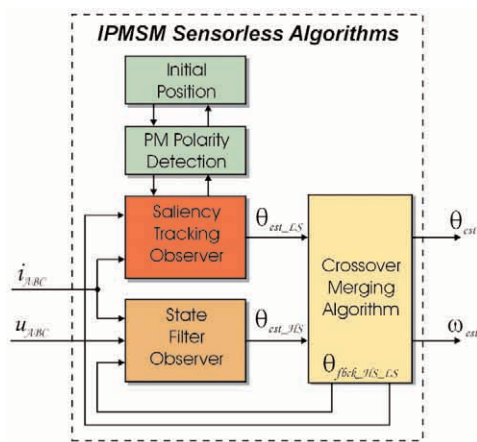 IPMSM Sensorless Algorithms
Initial
Position
PM Polarity
Detection
Saliency
Tracking
Observer
θest_LS
Crossover
Merging
Algorithm
θest
iABC
State
Filter
Observer
θest_HS
uABC
ωest
θfbck_HS_LS